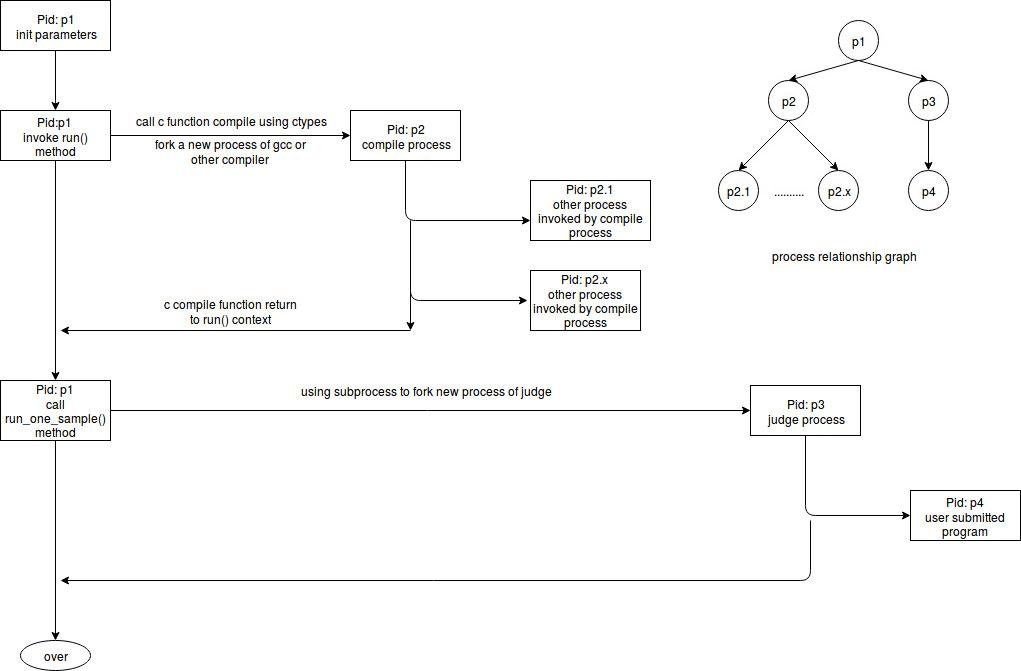 Pid: p1
init parameters
Pid:p1
invoke run()
method
call c function compile using ctypes
fork a new process of gcc or
other compiler
Pid: p2
compile process
Pid: p2.1
other process
invoked by compile
process
Pid: p2.x
other process
invoked by compile
process
c compile function return
to run() context
Pid: p1
call
run_one_sample()
method
using subprocess to fork new process of judge
Pid: p3
judge process
Pid: p4
user submitted
program
over
p1
p2
p3
p2.1
..........
p2.x
p4
process relationship graph